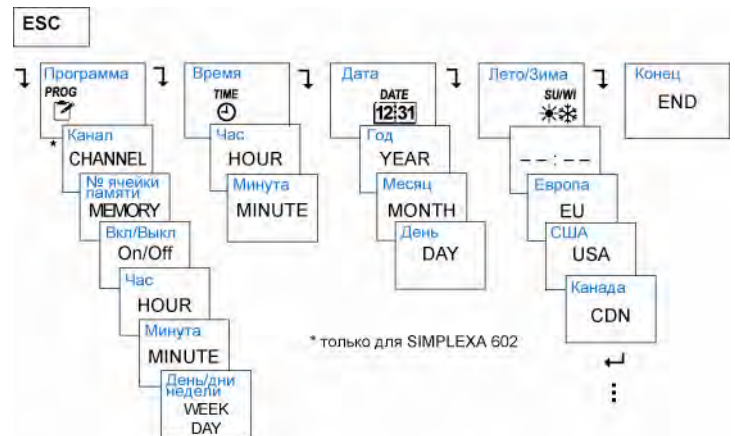 ESC
Программа
PROG
* Канал
CHANNEL
№ ячейки
памяти
MEMORY
Вкл/Выкл
On/Off
Час
HOUR
Минута
MINUTE
День/дни
недели
WEEK
DAY
Время
TIME
Час
HOUR
Минута
MINUTE
Дата
DATE
12:31
Год
YEAR
Месяц
MONTH
День
DAY
Лето/Зима
SU/WI
--:--
Европа
EU
США
USA
Канада
CDN
Конец
END
* только для SIMPLEXA 602